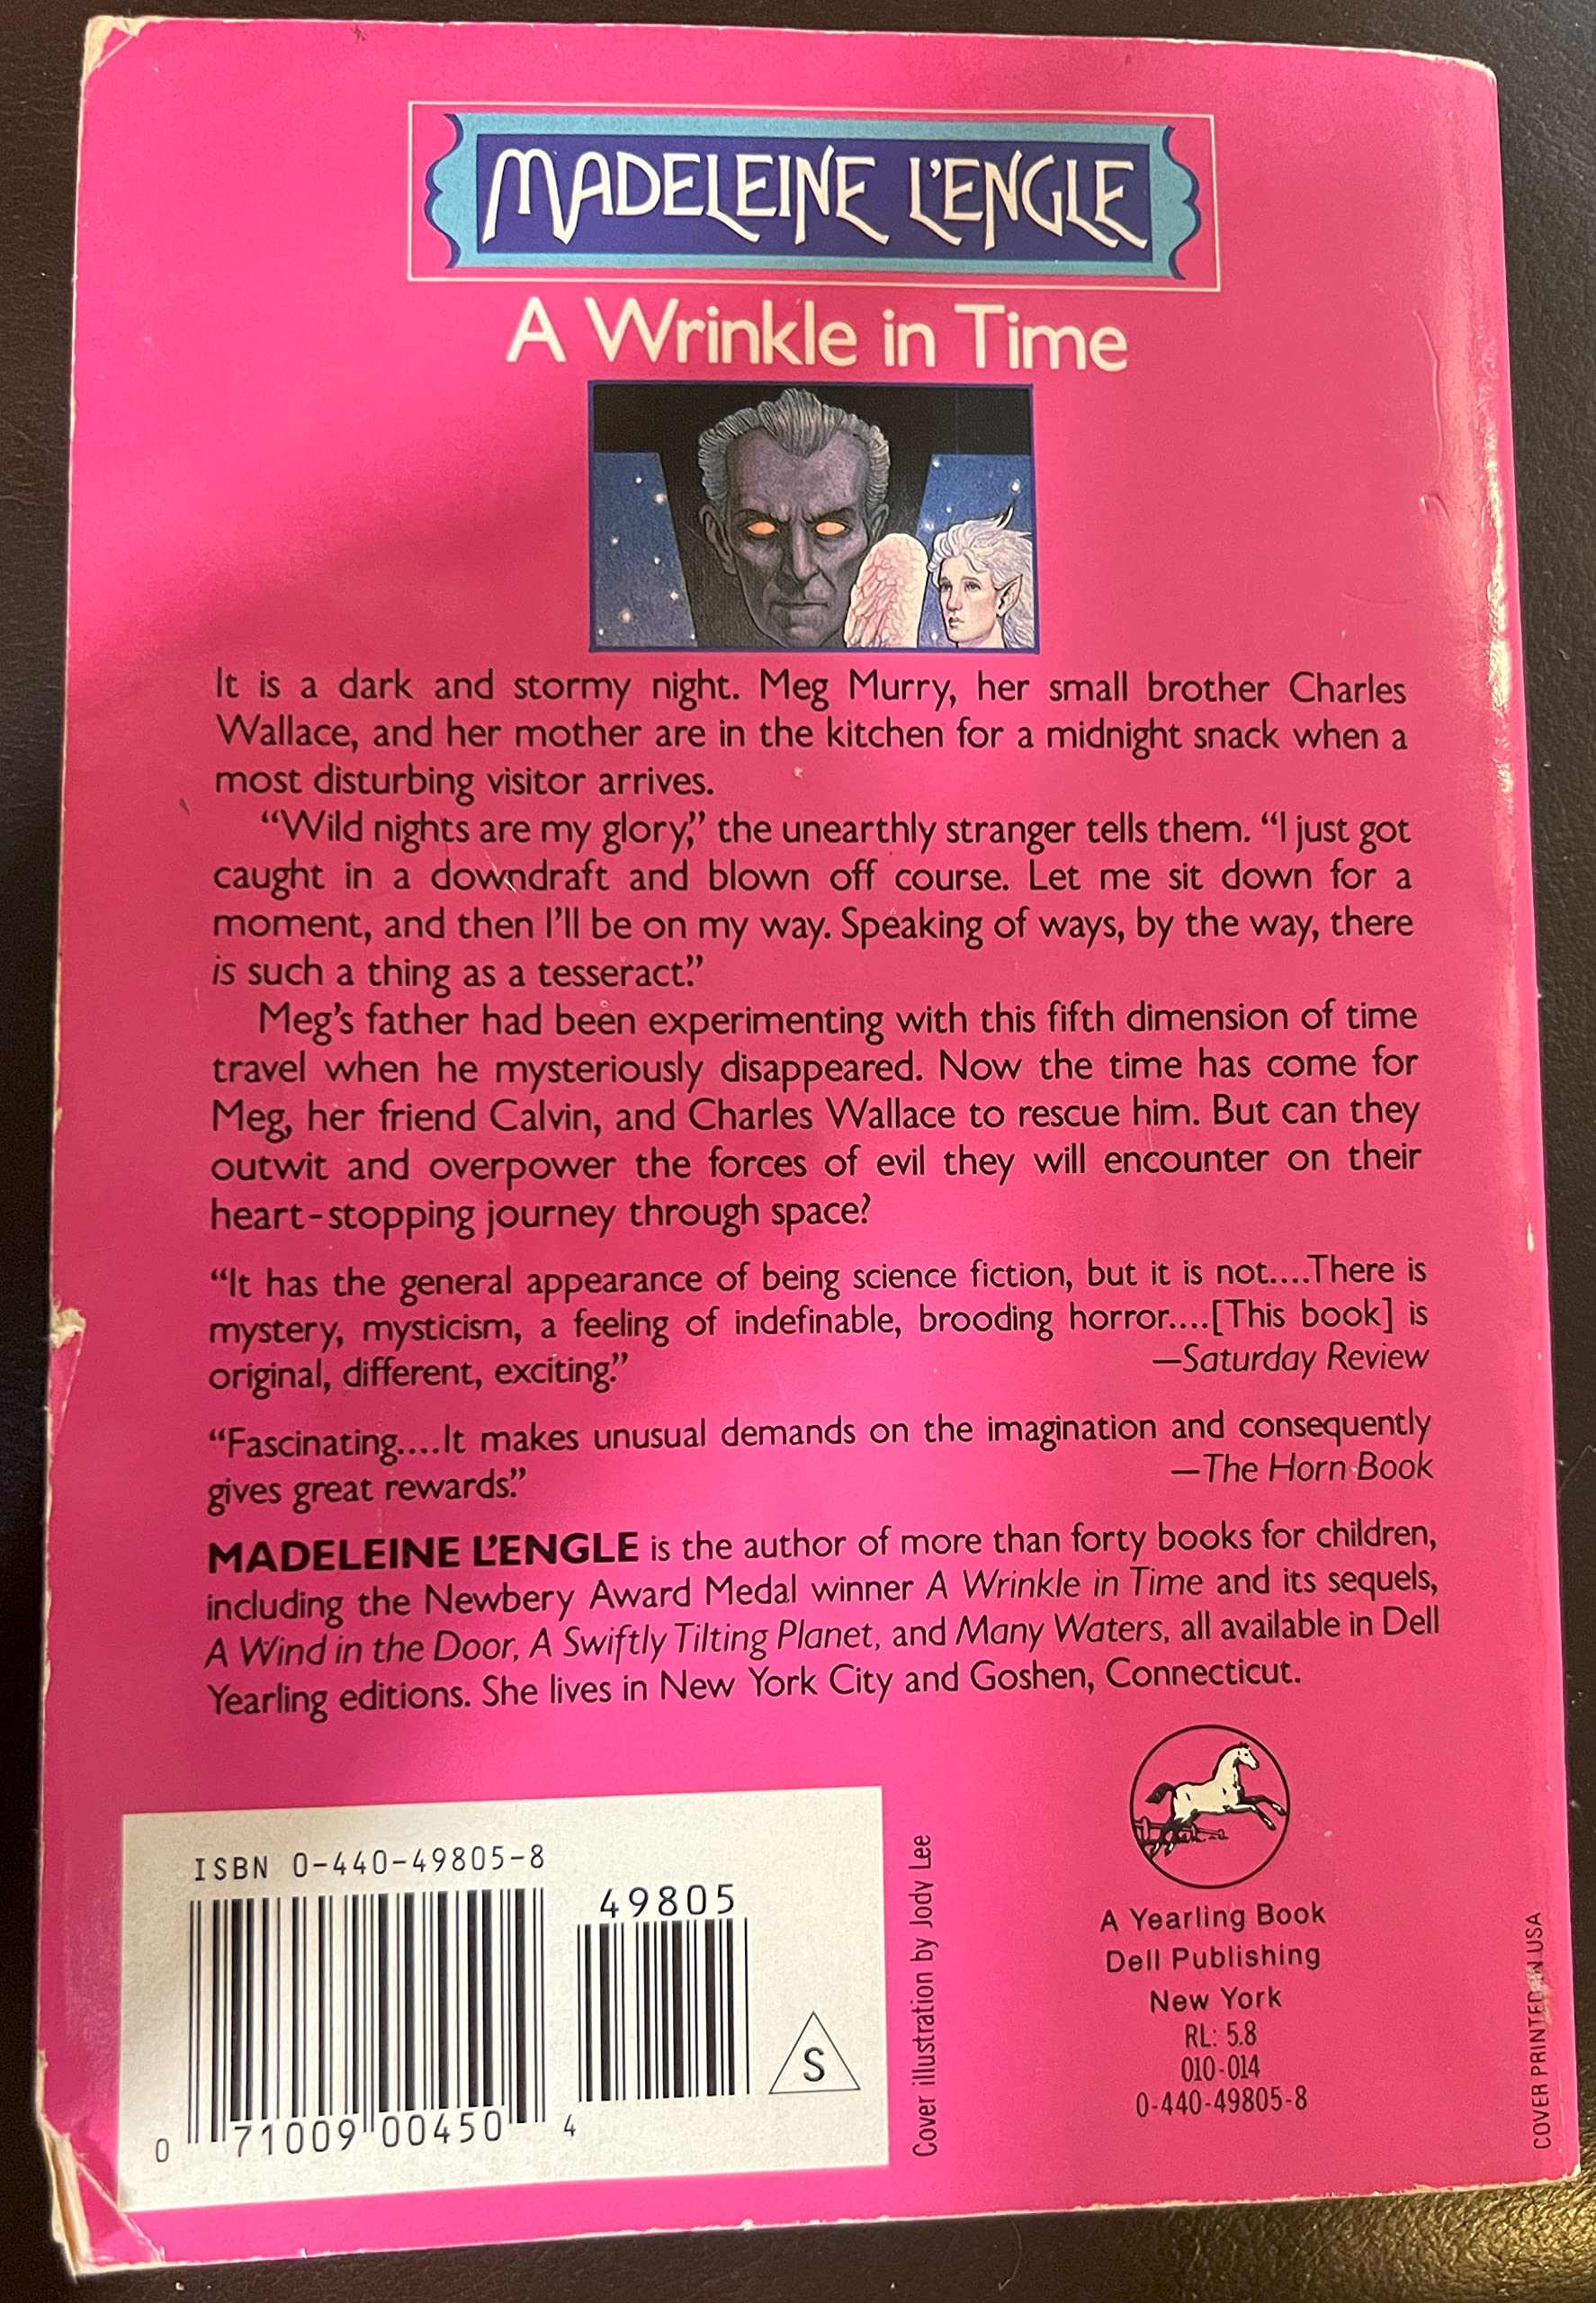 MADELEINE L'ENGLE
A Wrinkle in Time
It is a dark and stormy night. Meg Murry, her small brother Charles
Wallace, and her mother are in the kitchen for a midnight snack when a
most disturbing visitor arrives.
“Wild nights are my glory,” the unearthly stranger tells them. “I just got
caught in a downdraft and blown off course. Let me sit down for a
moment, and then I'll be on my way. Speaking of ways, by the way, there
is such a thing as a tesseract.”
Meg's father had been experimenting with this fifth dimension of time
travel when he mysteriously disappeared. Now the time has come for
Meg, her friend Calvin, and Charles Wallace to rescue him. But can they
outwit and overpower the forces of evil they will encounter on their
heart-stopping journey through space?
“It has the general appearance of being science fiction, but it is not....There is
mystery, mysticism, a feeling of indefinable, brooding horror....[This book] is
original, different, exciting.” —Saturday Review
“Fascinating....It makes unusual demands on the imagination and consequently
gives great rewards.” —The Horn Book
MADELEINE L'ENGLE is the author of more than forty books for children,
including the Newbery Award Medal winner A Wrinkle in Time and its sequels,
A Wind in the Door, A Swiftly Tilting Planet, and Many Waters, all available in Dell
Yearling editions. She lives in New York City and Goshen, Connecticut.
ISBN 0-440-49805-8
49805
S
0 71009 00450 4
Cover illustration by Jody Lee
A Yearling Book
Dell Publishing
New York
RL: 5.8
010-014
0-440-49805-8
COVER PRINTED IN USA